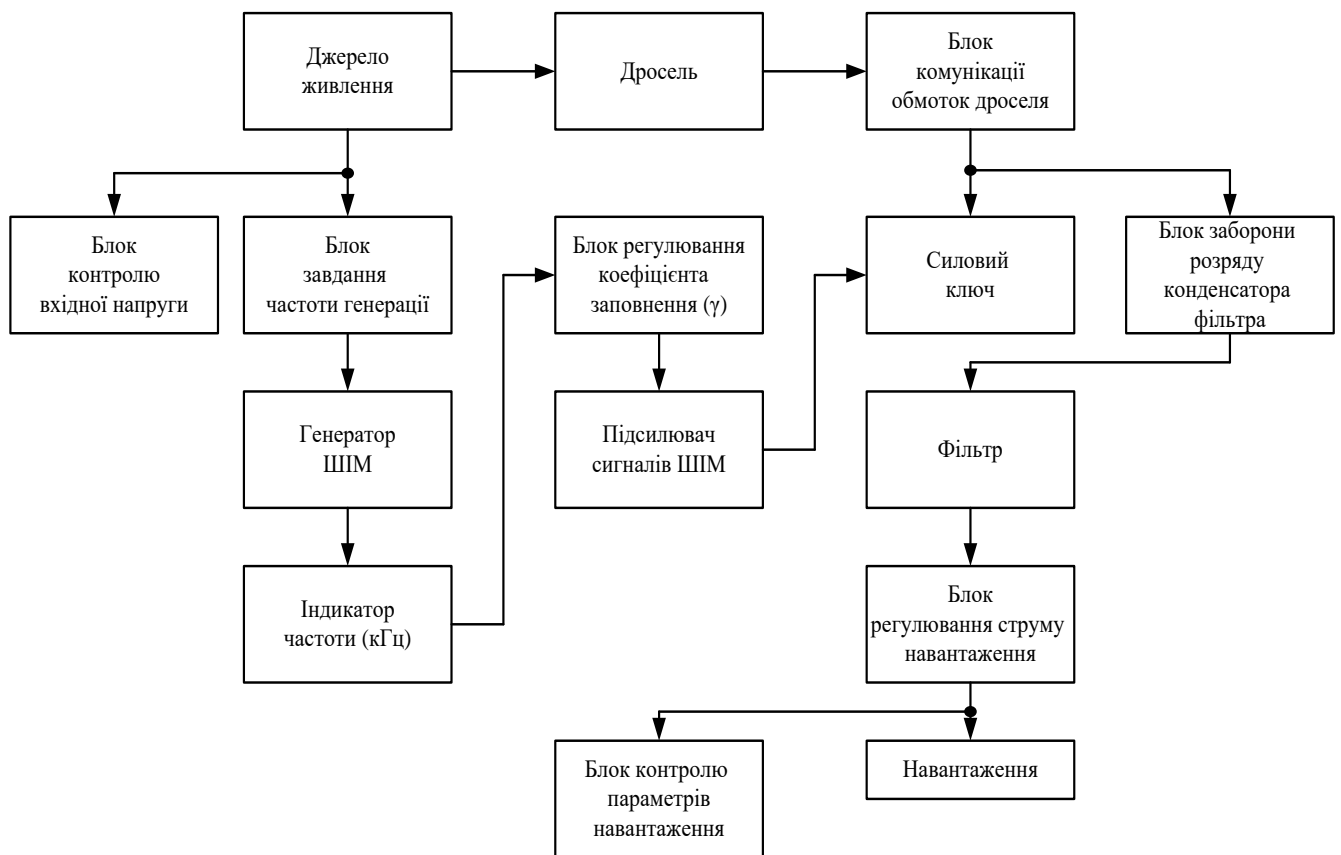 Джерело
живлення
Дросель
Блок
комунікації
обмоток дроселя
Блок
контролю
вхідної напруги
Блок
завдання
частоти генерації
Блок регулювання
коефіцієнта
заповнення (γ)
Силовий
ключ
Блок заборони
розряду
конденсатора
фільтра
Генератор
ШІМ
Підсилювач
сигналів ШІМ
Фільтр
Індикатор
частоти (кГц)
Блок
регулювання струму
навантаження
Блок контролю
параметрів
навантаження
Навантаження